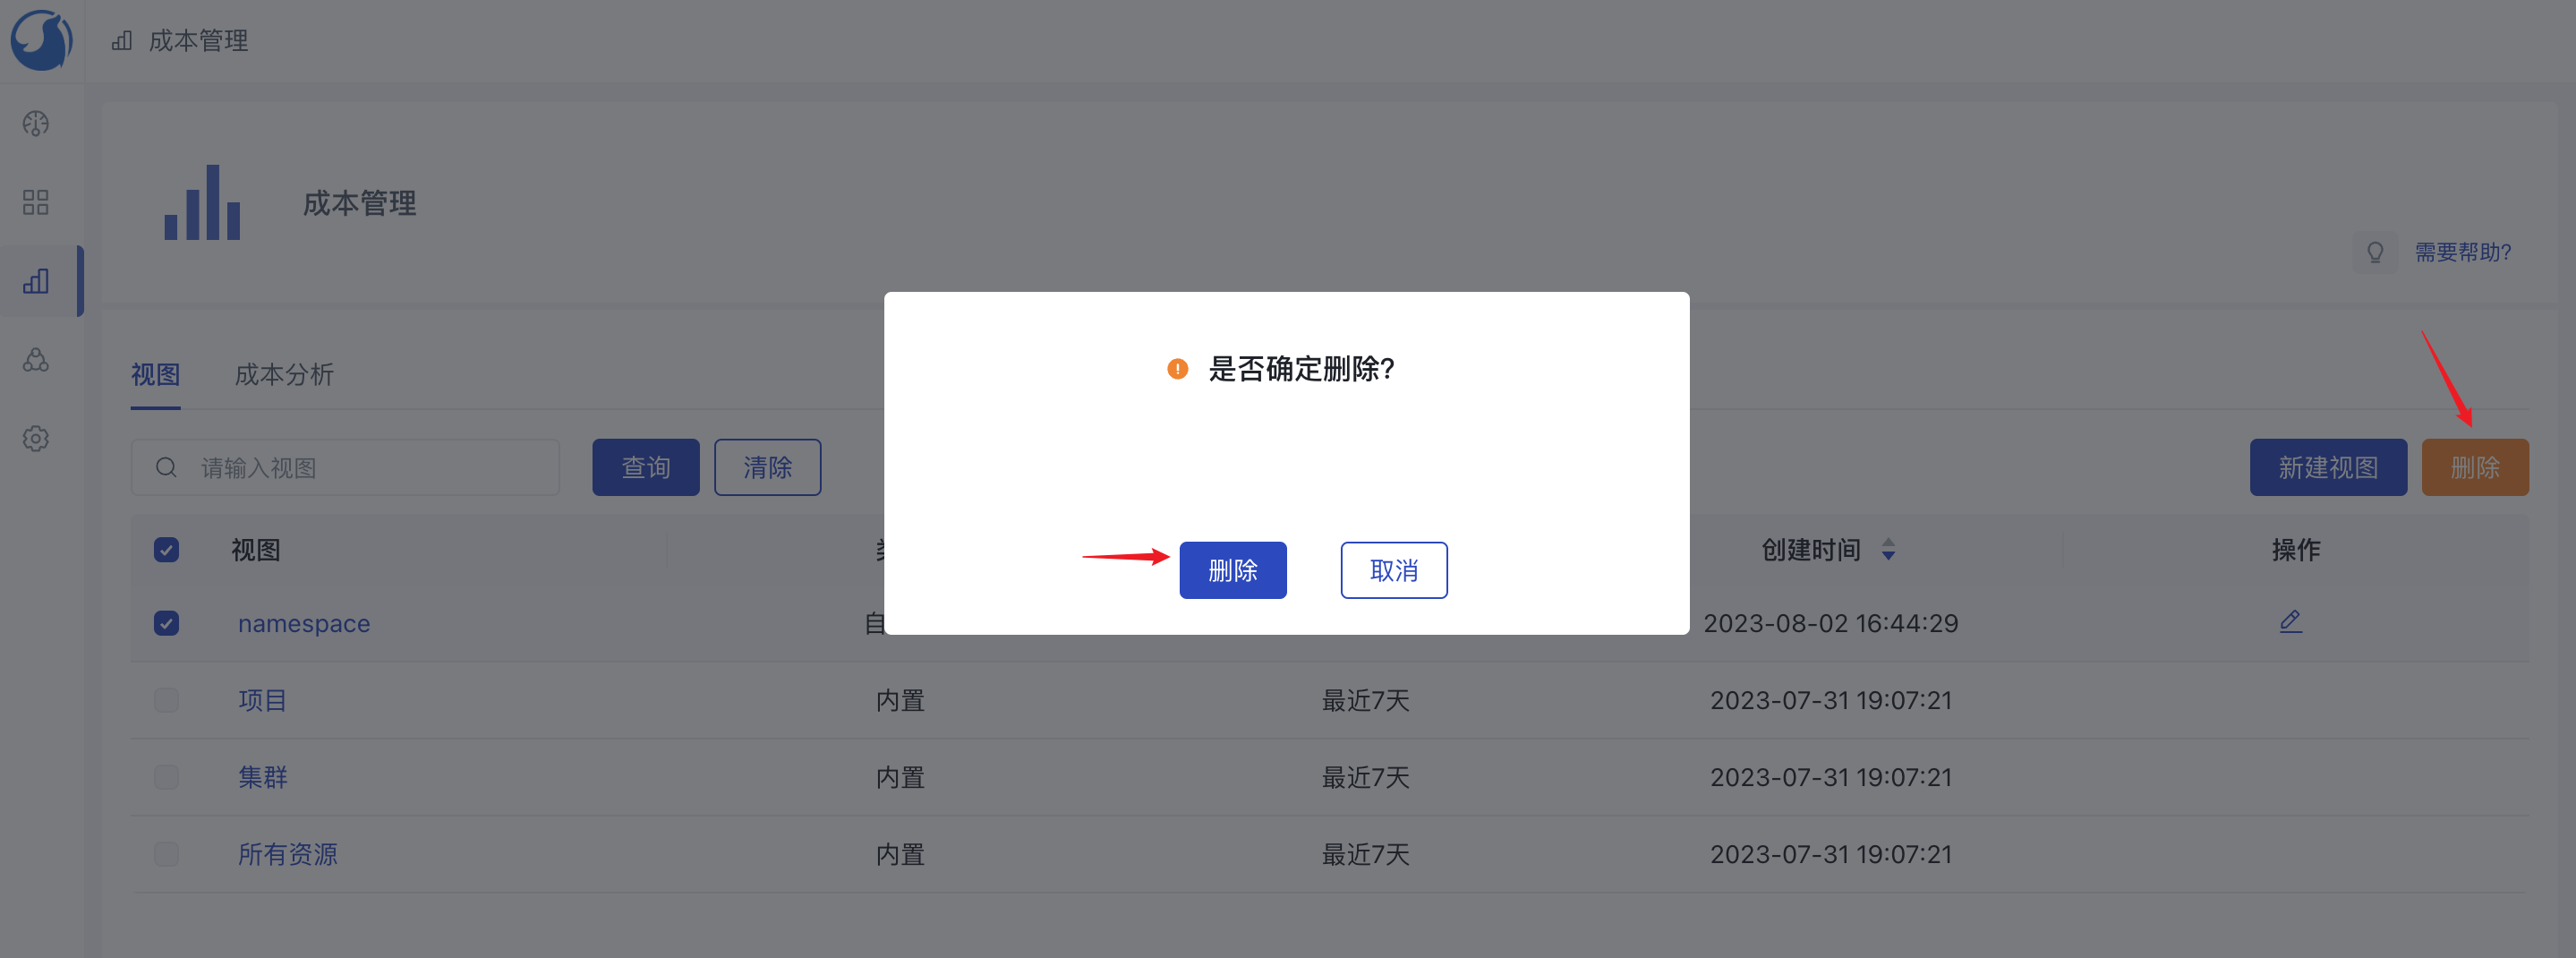 成本管理
成本管理
需要帮助?
视图 成本分析
是否确定删除?
请输入视图 查询 清除 新建视图 删除
删除 取消
视图 创建时间 操作
namespace 自 2023-08-02 16:44:29
项目 内置 最近7天 2023-07-31 19:07:21
集群 内置 最近7天 2023-07-31 19:07:21
所有资源 内置 最近7天 2023-07-31 19:07:21